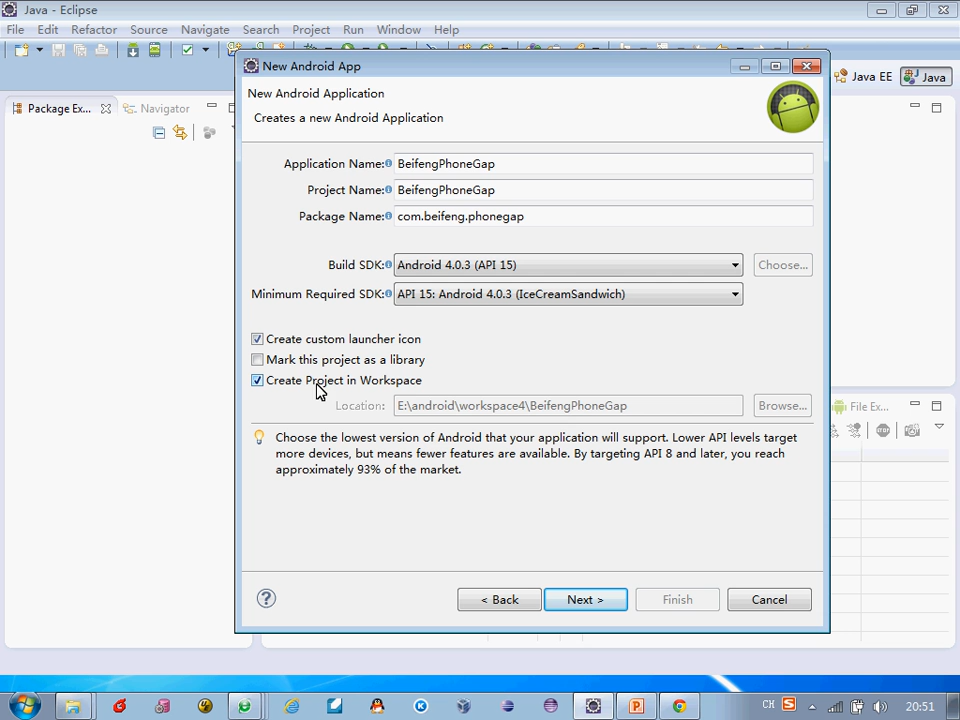 Java - Eclipse
File Edit Refactor Source Navigate Search Project Run Window Help
New Android App
Java EE
Java
New Android Application
Creates a new Android Application
Package Ex...
Navigator
Application Name: BeifengPhoneGap
Project Name: BeifengPhoneGap
Package Name: com.beifeng.phonegap
Build SDK: Android 4.0.3 (API 15) Choose...
Minimum Required SDK: API 15: Android 4.0.3 (IceCreamSandwich)
Create custom launcher icon
Mark this project as a library
Create Project in Workspace
Location: E:\android\workspace4\BeifengPhoneGap Browse...
File Ex...
Choose the lowest version of Android that your application will support. Lower API levels target
more devices, but means fewer features are available. By targeting API 8 and later, you reach
approximately 93% of the market.
< Back Next > Finish Cancel
CH
20:51